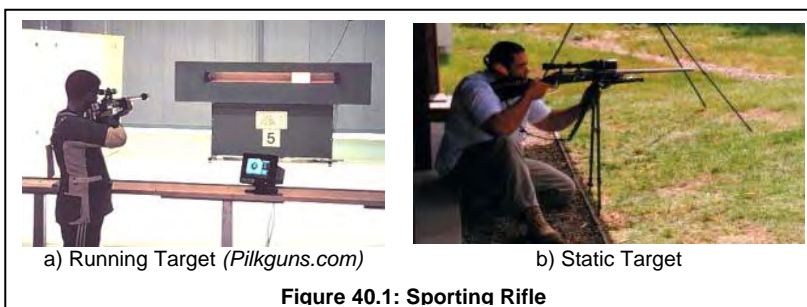 5
a) Running Target (Pilkguns.com)
b) Static Target
Figure 40.1: Sporting Rifle